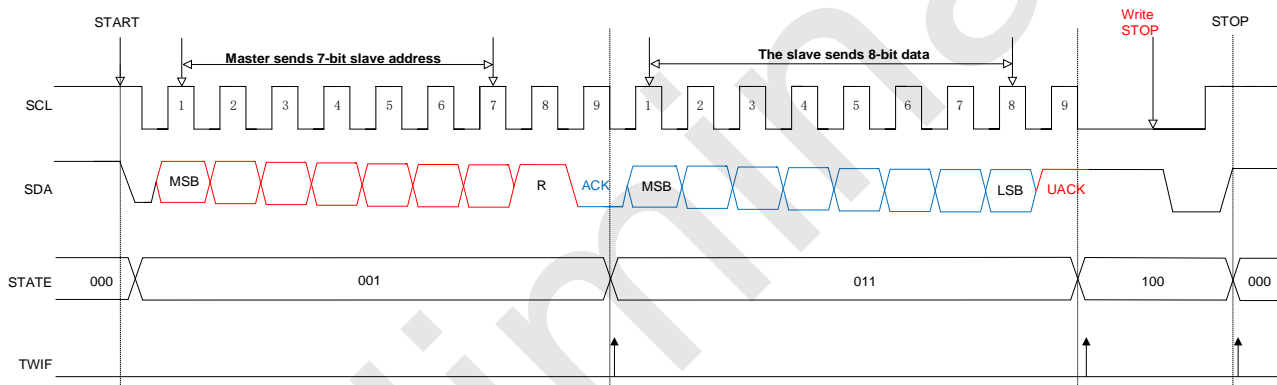 START
Write
STOP
STOP
Master sends 7-bit slave address
The slave sends 8-bit data
SCL
1 2 3 4 5 6 7 8 9 1 2 3 4 5 6 7 8 9
SDA
MSB R ACK MSB LSB UACK
STATE
000 001 011 100 000
TWIF